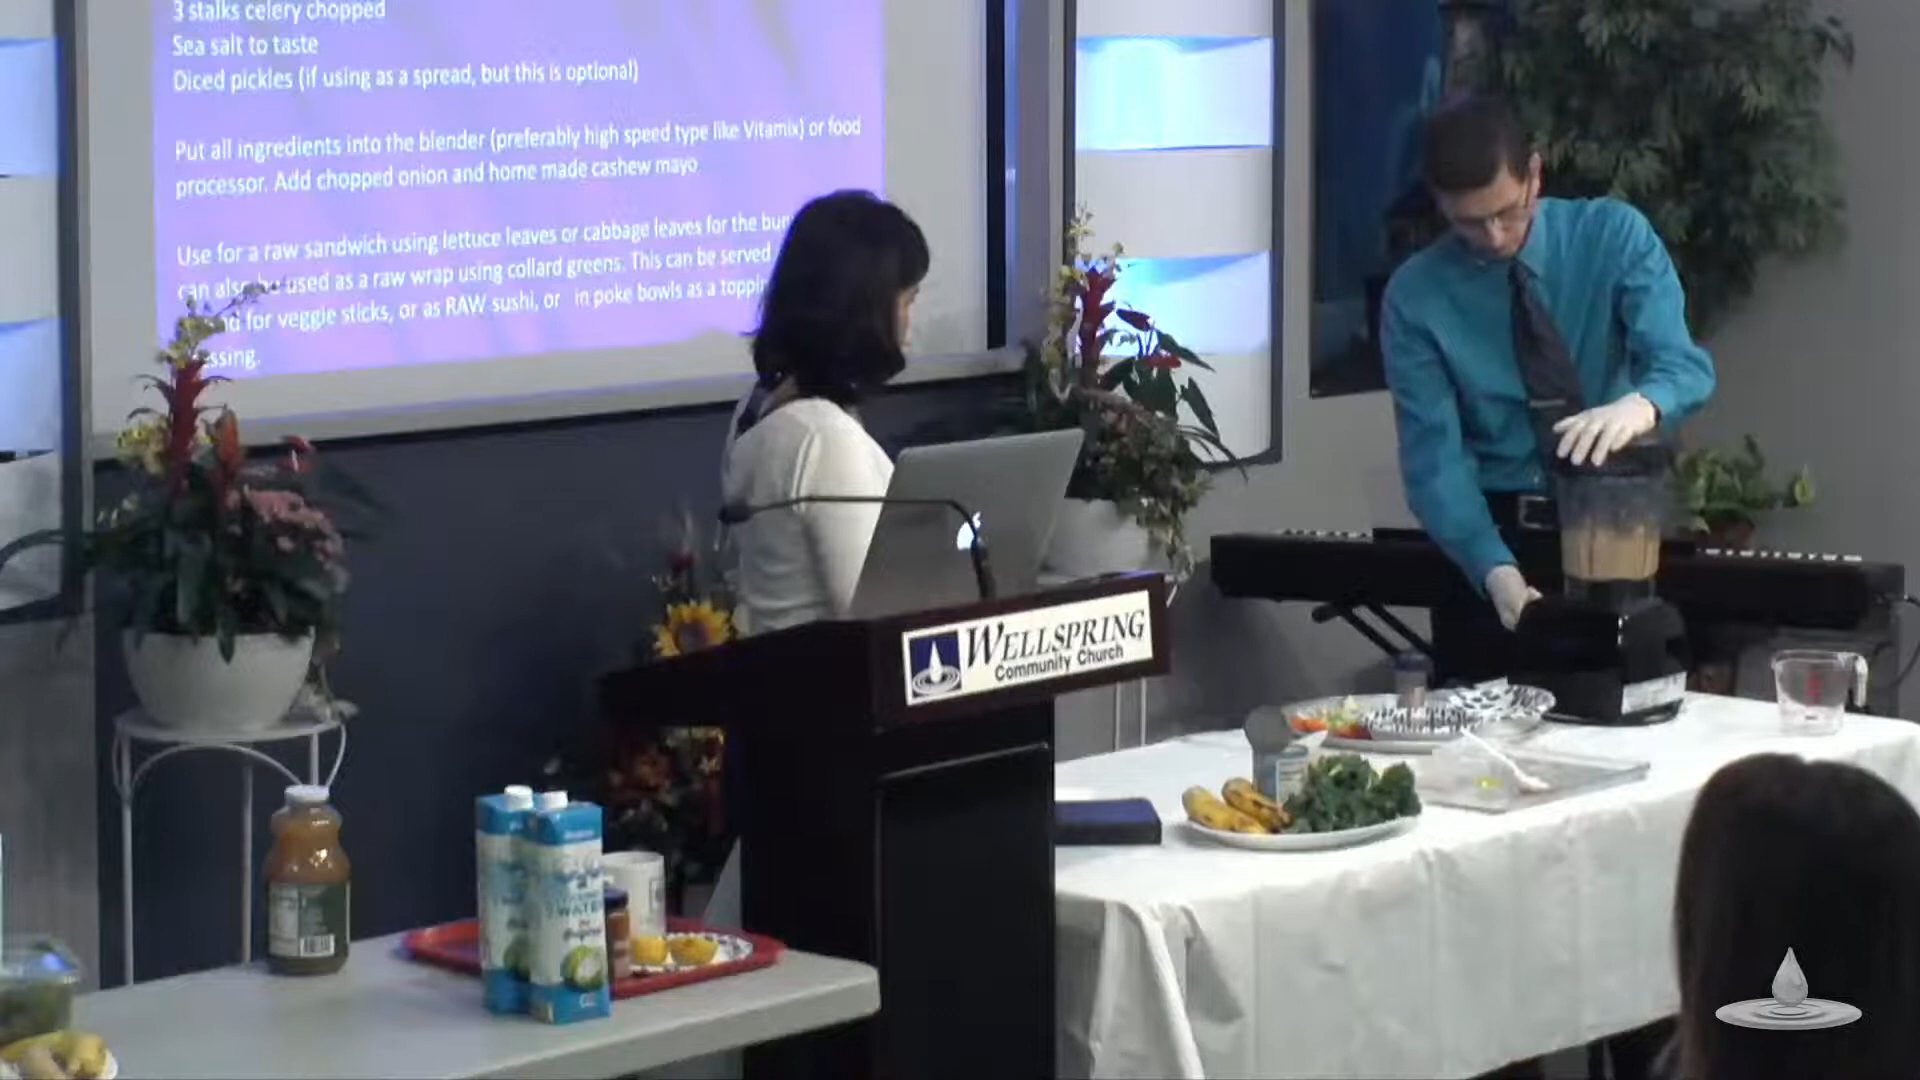 3 stalks celery chopped
Sea salt to taste
Diced pickles (if using as a spread, but this is optional)
Put all ingredients into the blender (preferably high speed type like Vitamix) or food
processor. Add chopped onion and home made cashew mayo
Use for a raw sandwich using lettuce leaves or cabbage leaves for the
can also be used as a raw wrap using collard greens. This can be served
for veggie sticks, or as RAW sushi, or in poke bowls as a
WELLSPRING
Community Church
WATER